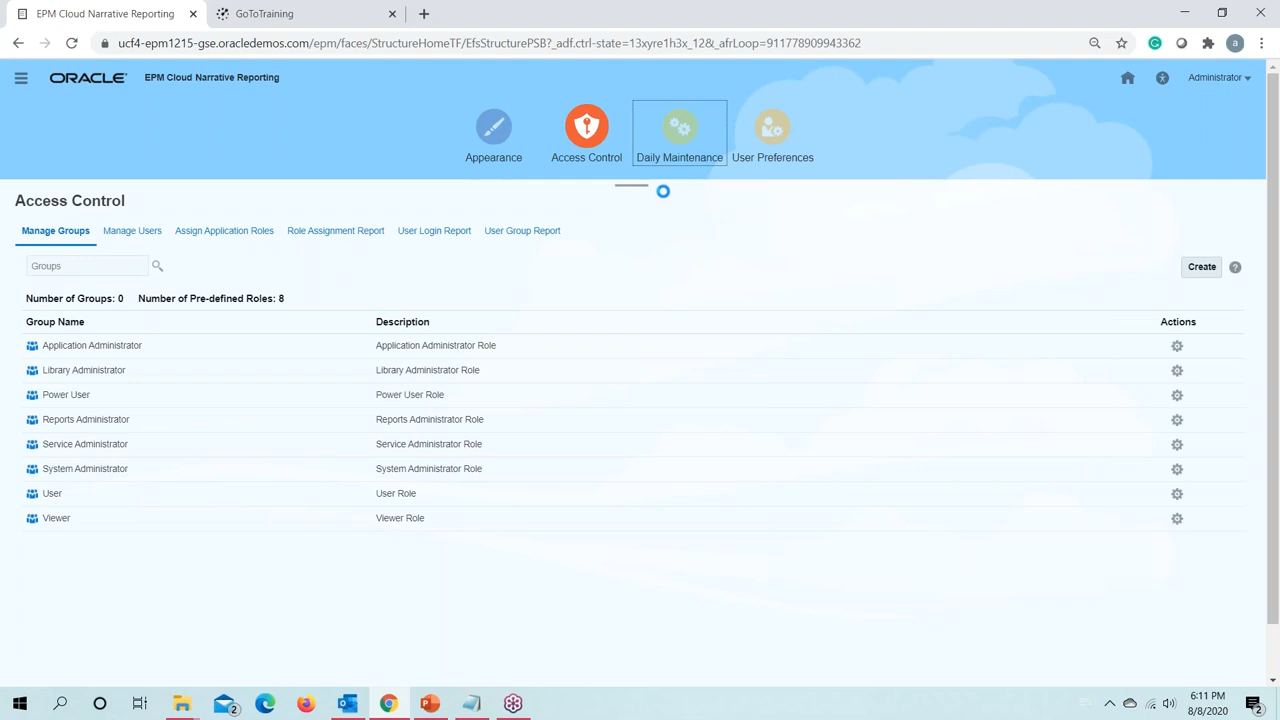 EPM Cloud Narrative Reporting
GoToTraining
ucf4-epm1215-gse.oracledemos.com/epm/faces/StructureHomeTF/EfsStructurePSB?_adf.ctrl-state=13xyre1h3x_12&_afrLoop=911778909943362
a
ORACLE EPM Cloud Narrative Reporting
Administrator
Appearance Access Control Daily Maintenance User Preferences
Access Control
Manage Groups Manage Users Assign Application Roles Role Assignment Report User Login Report User Group Report
Groups
Create
Number of Groups: 0 Number of Pre-defined Roles: 8
Group Name Description Actions
Application Administrator Application Administrator Role
Library Administrator Library Administrator Role
Power User Power User Role
Reports Administrator Reports Administrator Role
Service Administrator Service Administrator Role
System Administrator System Administrator Role
User User Role
Viewer Viewer Role
6:11 PM
8/8/2020
2
2